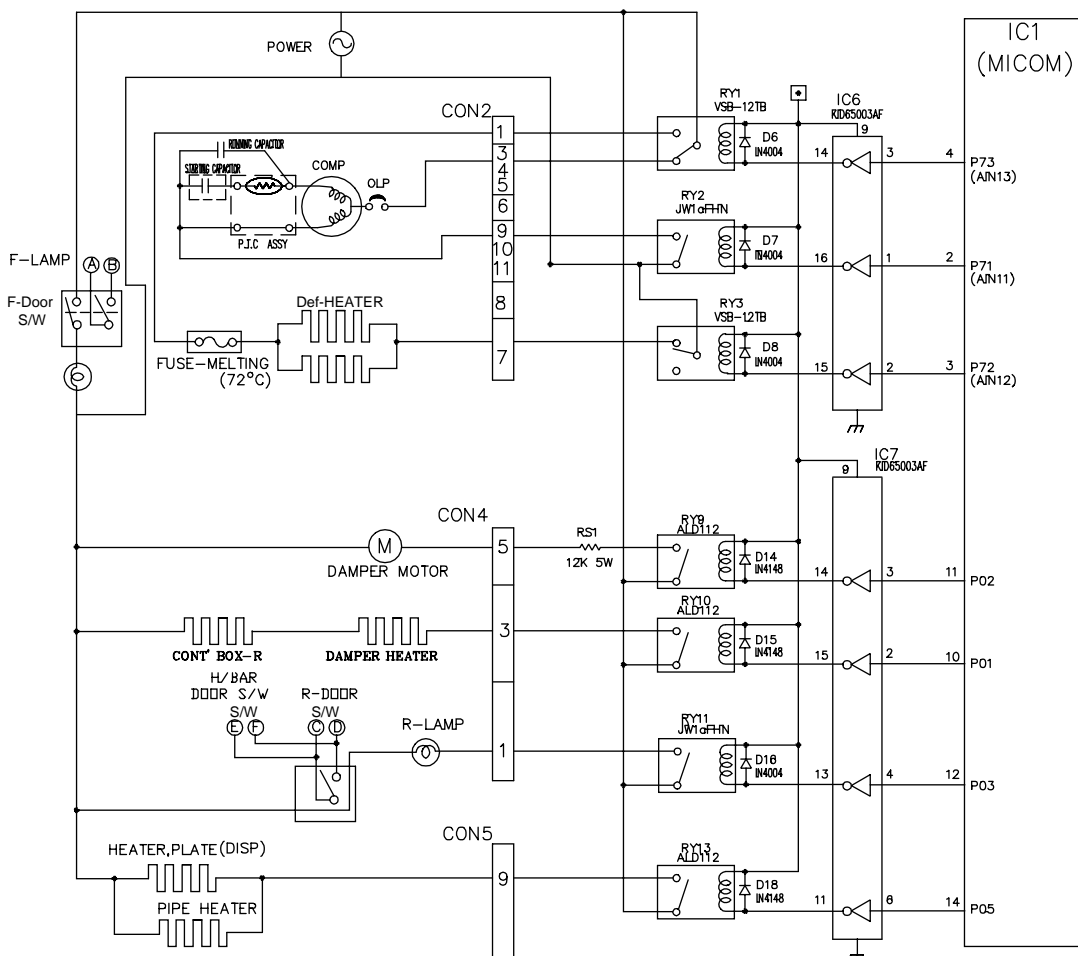 IC1
(MICOM)
POWER
RY1
VSB-12TB
IC6
KID65003AF
CON2
1
3
4
5
6
9
10
11
8
7
RUNNING CAPACITOR
STARTING CAPACITOR
COMP
OLP
P.T.C ASSY
D6
IN4004
9
14
3
4
P73
(AIN13)
RY2
JW1aFHN
D7
IN4004
16
1
2
P71
(AIN11)
F-LAMP
A
B
F-Door
S/W
Def-HEATER
FUSE-MELTING
(72°C)
RY3
VSB-12TB
D8
IN4004
15
2
3
P72
(AIN12)
IC7
KID65003AF
9
CON4
5
M
DAMPER MOTOR
RS1
12K 5W
RY9
ALD112
D14
IN4148
14
3
11
P02
3
CONT' BOX-R
DAMPER HEATER
RY10
ALD112
D15
IN4148
15
2
10
P01
H/BAR
DOOR S/W
S/W
E
F
R-DOOR
S/W
C
D
R-LAMP
1
RY11
JW1aFHN
D16
IN4004
13
4
12
P03
CON5
9
HEATER,PLATE(DISP)
PIPE HEATER
RY13
ALD112
D18
IN4148
11
6
14
P05